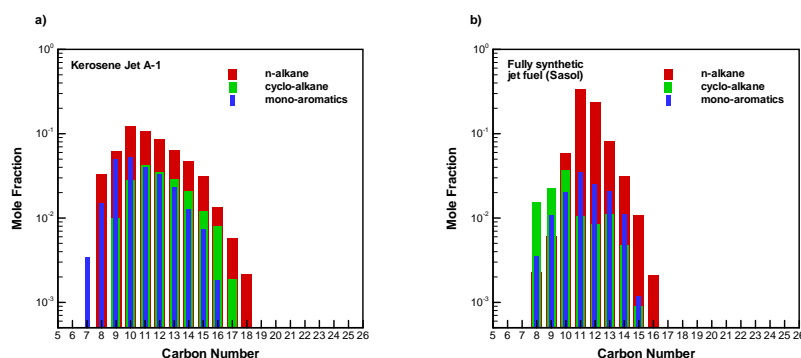 a)
Kerosene Jet A-1
n-alkane
cyclo-alkane
mono-aromatics
10^0
10^-1
10^-2
10^-3
Mole Fraction
5 6 7 8 9 10 11 12 13 14 15 16 17 18 19 20 21 22 23 24 25 26
Carbon Number
b)
Fully synthetic
jet fuel (Sasol)
n-alkane
cyclo-alkane
mono-aromatics
10^0
10^-1
10^-2
10^-3
Mole Fraction
5 6 7 8 9 10 11 12 13 14 15 16 17 18 19 20 21 22 23 24 25 26
Carbon Number